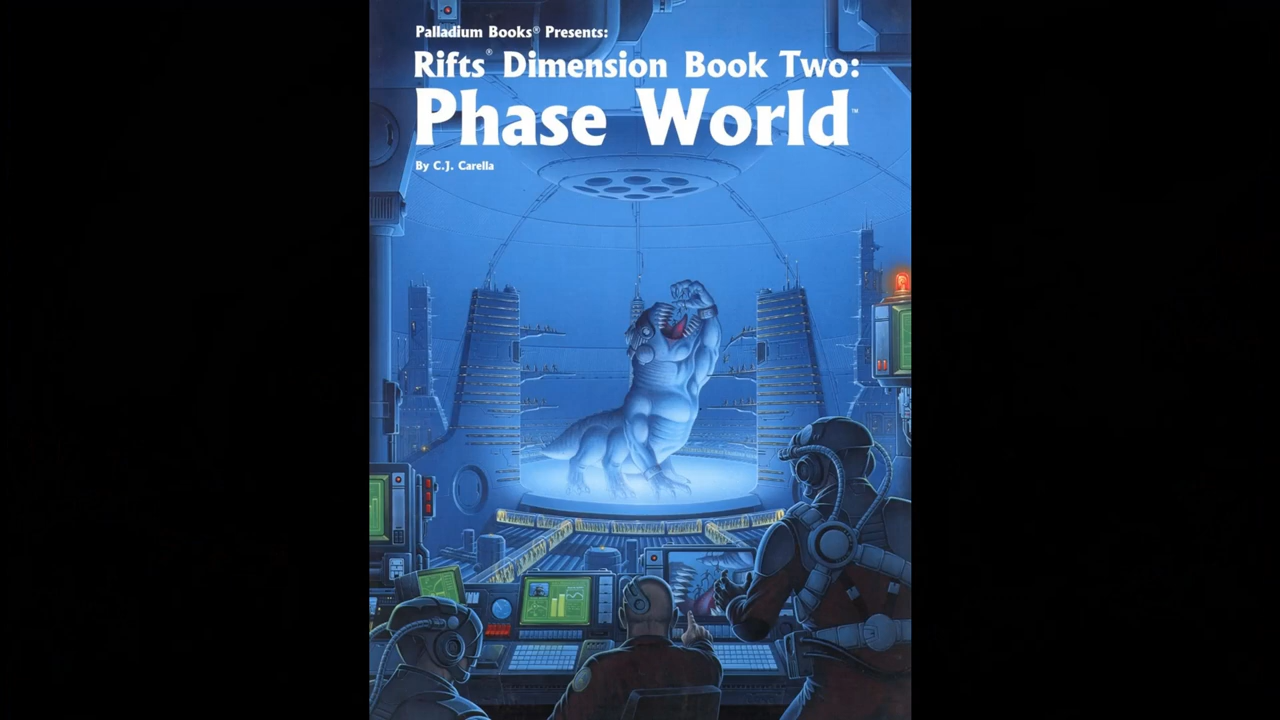 Palladium Books® Presents:
Rifts® Dimension Book Two:
Phase World™
By C.J. Carella